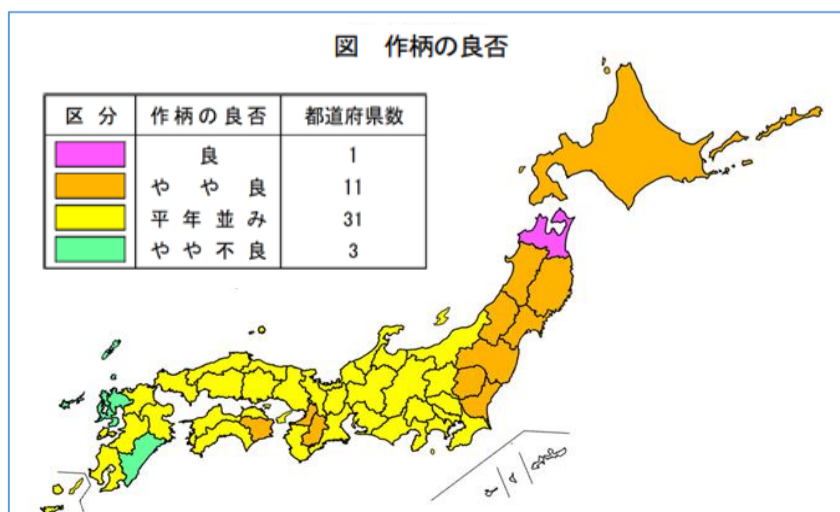 図 作柄の良否
区分 作柄の良否 都道府県数
良 1
やや良 11
平年並み 31
やや不良 3